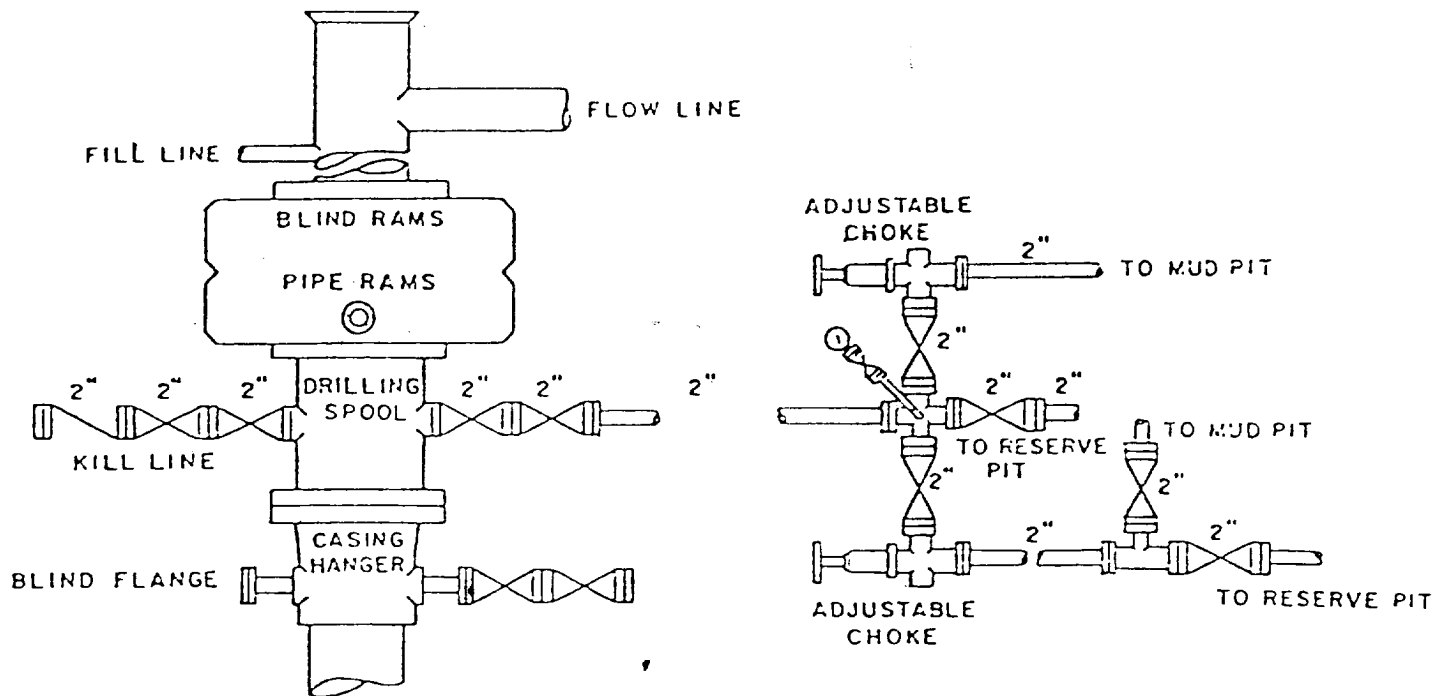 FLOW LINE
FILL LINE
BLIND RAMS
PIPE RAMS
2" 2" 2" DRILLING 2" 2" 2"
SPOOL
KILL LINE
CASING
HANGER
BLIND FLANGE
ADJUSTABLE
CHOKE
2"
TO MUD PIT
2"
2" 2"
TO RESERVE
PIT
TO MUD PIT
2"
2"
2"
2"
ADJUSTABLE
CHOKE
TO RESERVE PIT